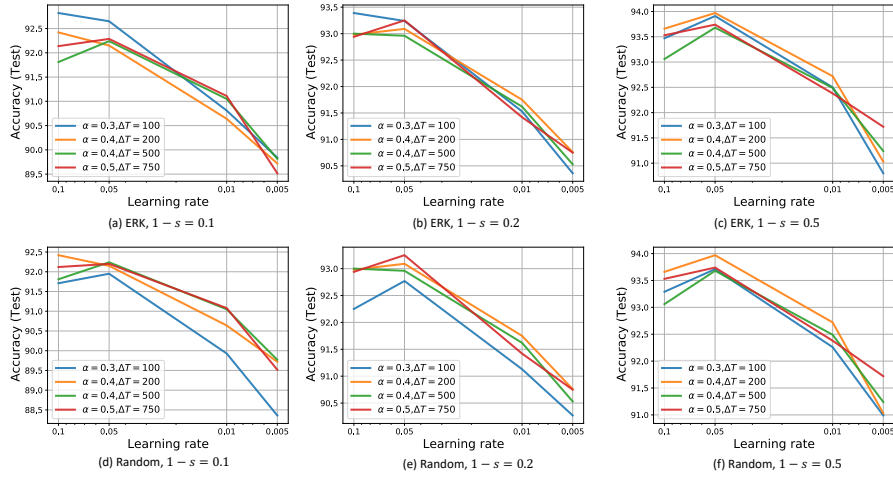 Accuracy (Test)
92.5
92.0
91.5
91.0
90.5
90.0
89.5
α = 0.3,ΔT = 100
α = 0.4,ΔT = 200
α = 0.4,ΔT = 500
α = 0.5,ΔT = 750
0.1 0.05 0.01 0.005
Learning rate
(a) ERK, 1 − s = 0.1
Accuracy (Test)
93.5
93.0
92.5
92.0
91.5
91.0
90.5
α = 0.3,ΔT = 100
α = 0.4,ΔT = 200
α = 0.4,ΔT = 500
α = 0.5,ΔT = 750
0.1 0.05 0.01 0.005
Learning rate
(b) ERK, 1 − s = 0.2
Accuracy (Test)
94.0
93.5
93.0
92.5
92.0
91.5
91.0
α = 0.3,ΔT = 100
α = 0.4,ΔT = 200
α = 0.4,ΔT = 500
α = 0.5,ΔT = 750
0.1 0.05 0.01 0.005
Learning rate
(c) ERK, 1 − s = 0.5
Accuracy (Test)
92.5
92.0
91.5
91.0
90.5
90.0
89.5
89.0
88.5
α = 0.3,ΔT = 100
α = 0.4,ΔT = 200
α = 0.4,ΔT = 500
α = 0.5,ΔT = 750
0.1 0.05 0.01 0.005
Learning rate
(d) Random, 1 − s = 0.1
Accuracy (Test)
93.0
92.5
92.0
91.5
91.0
90.5
α = 0.3,ΔT = 100
α = 0.4,ΔT = 200
α = 0.4,ΔT = 500
α = 0.5,ΔT = 750
0.1 0.05 0.01 0.005
Learning rate
(e) Random, 1 − s = 0.2
Accuracy (Test)
94.0
93.5
93.0
92.5
92.0
91.5
91.0
α = 0.3,ΔT = 100
α = 0.4,ΔT = 200
α = 0.4,ΔT = 500
α = 0.5,ΔT = 750
0.1 0.05 0.01 0.005
Learning rate
(f) Random, 1 − s = 0.5